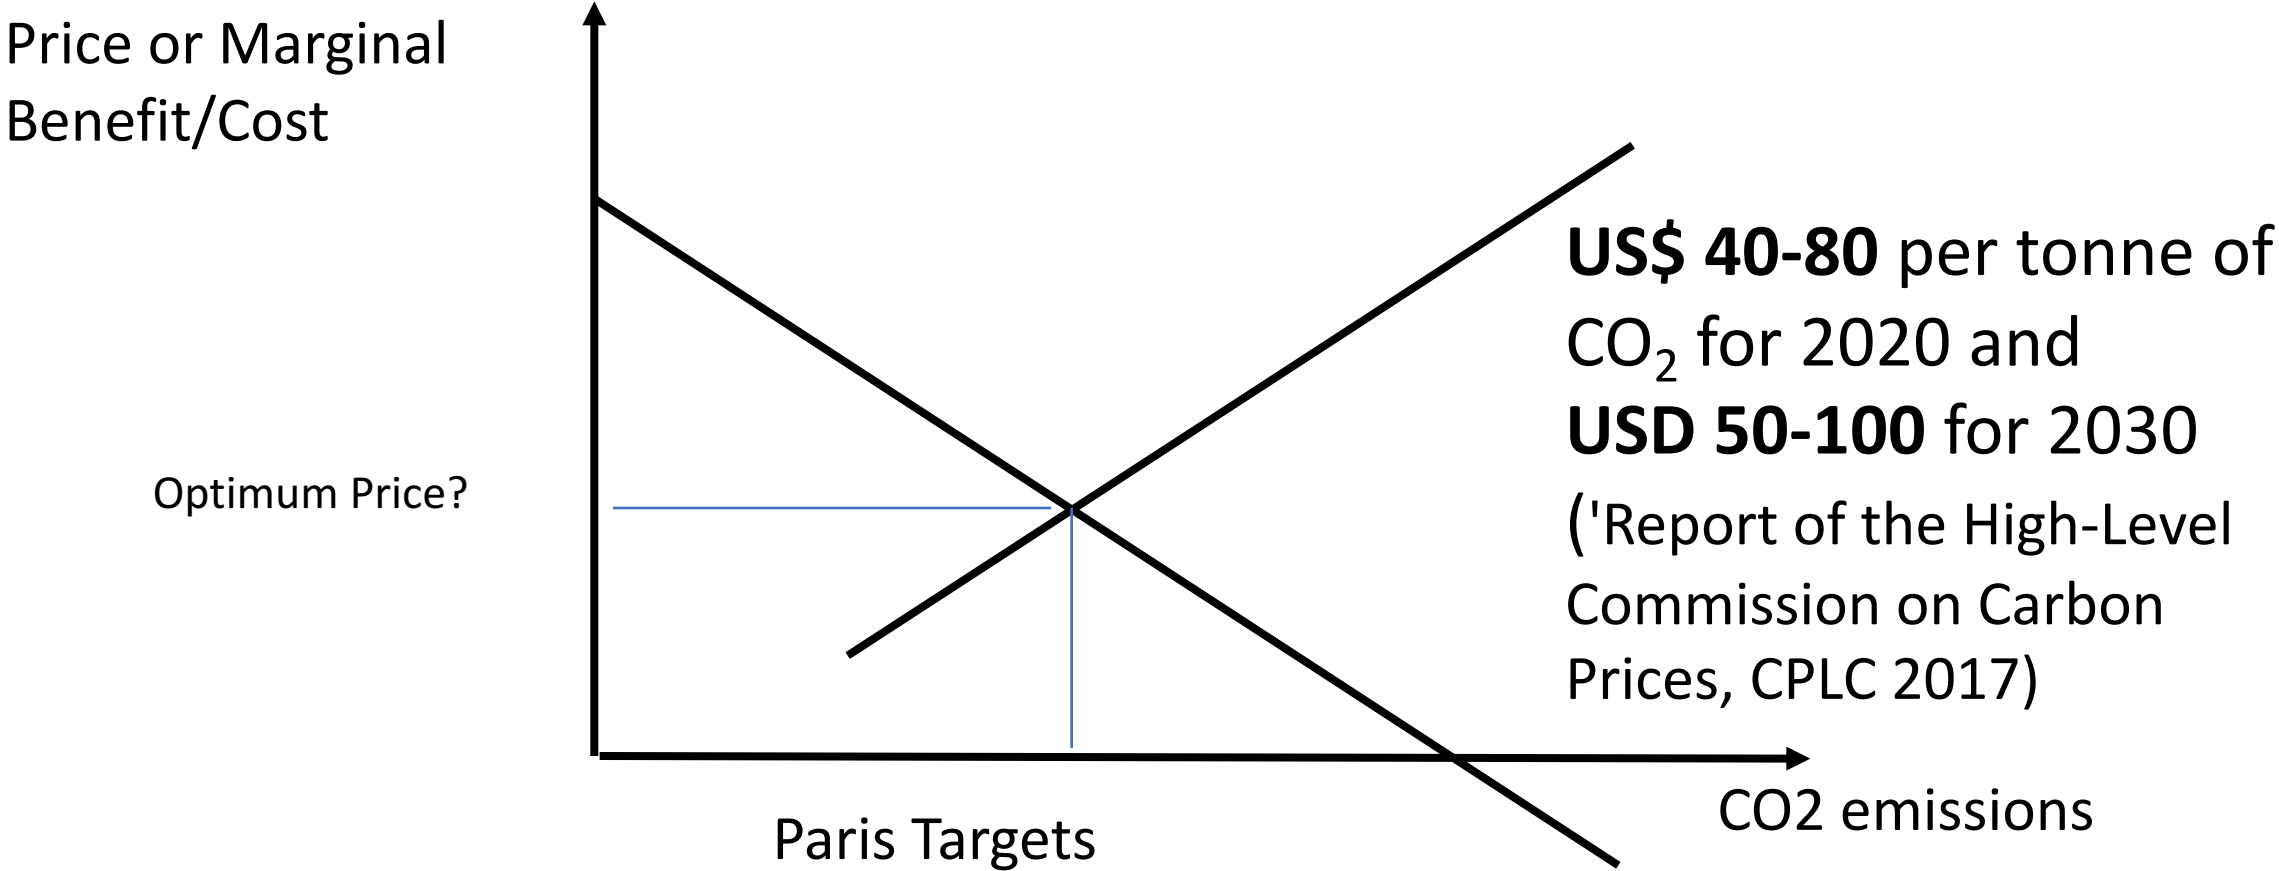 Price or Marginal
Benefit/Cost
US$ 40-80 per tonne of
CO₂ for 2020 and
USD 50-100 for 2030
('Report of the High-Level
Commission on Carbon
Prices, CPLC 2017)
Optimum Price?
CO2 emissions
Paris Targets